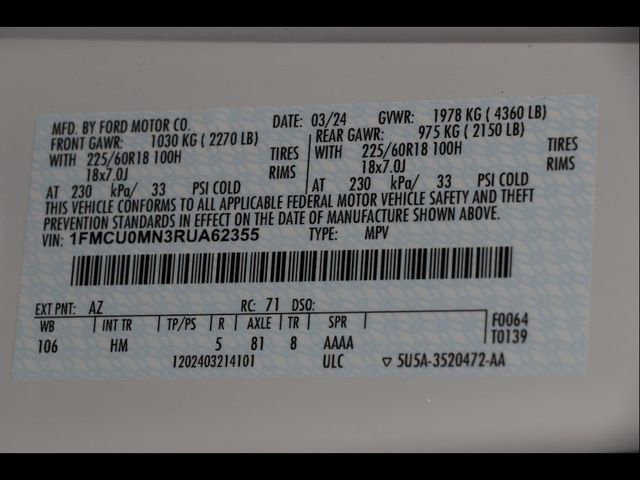 MFD. BY FORD MOTOR CO. DATE: 03/24 GVWR: 1978 KG ( 4360 LB)
FRONT GAWR: 1030 KG ( 2270 LB) REAR GAWR: 975 KG ( 2150 LB)
WITH 225/60R18 100H TIRES WITH 225/60R18 100H TIRES
18x7.0J RIMS 18x7.0J RIMS
AT 230 kPa/ 33 PSI COLD AT 230 kPa/ 33 PSI COLD
THIS VEHICLE CONFORMS TO ALL APPLICABLE FEDERAL MOTOR VEHICLE SAFETY AND THEFT
PREVENTION STANDARDS IN EFFECT ON THE DATE OF MANUFACTURE SHOWN ABOVE.
VIN: 1FMCU0MN3RUA62355 TYPE: MPV
EXT PNT: AZ RC: 71 DSO:
WB INT TR TP/PS R AXLE TR SPR F0064
106 HM 5 81 8 AAAA T0139
1202403214101 ULC ▽ 5U5A-3520472-AA